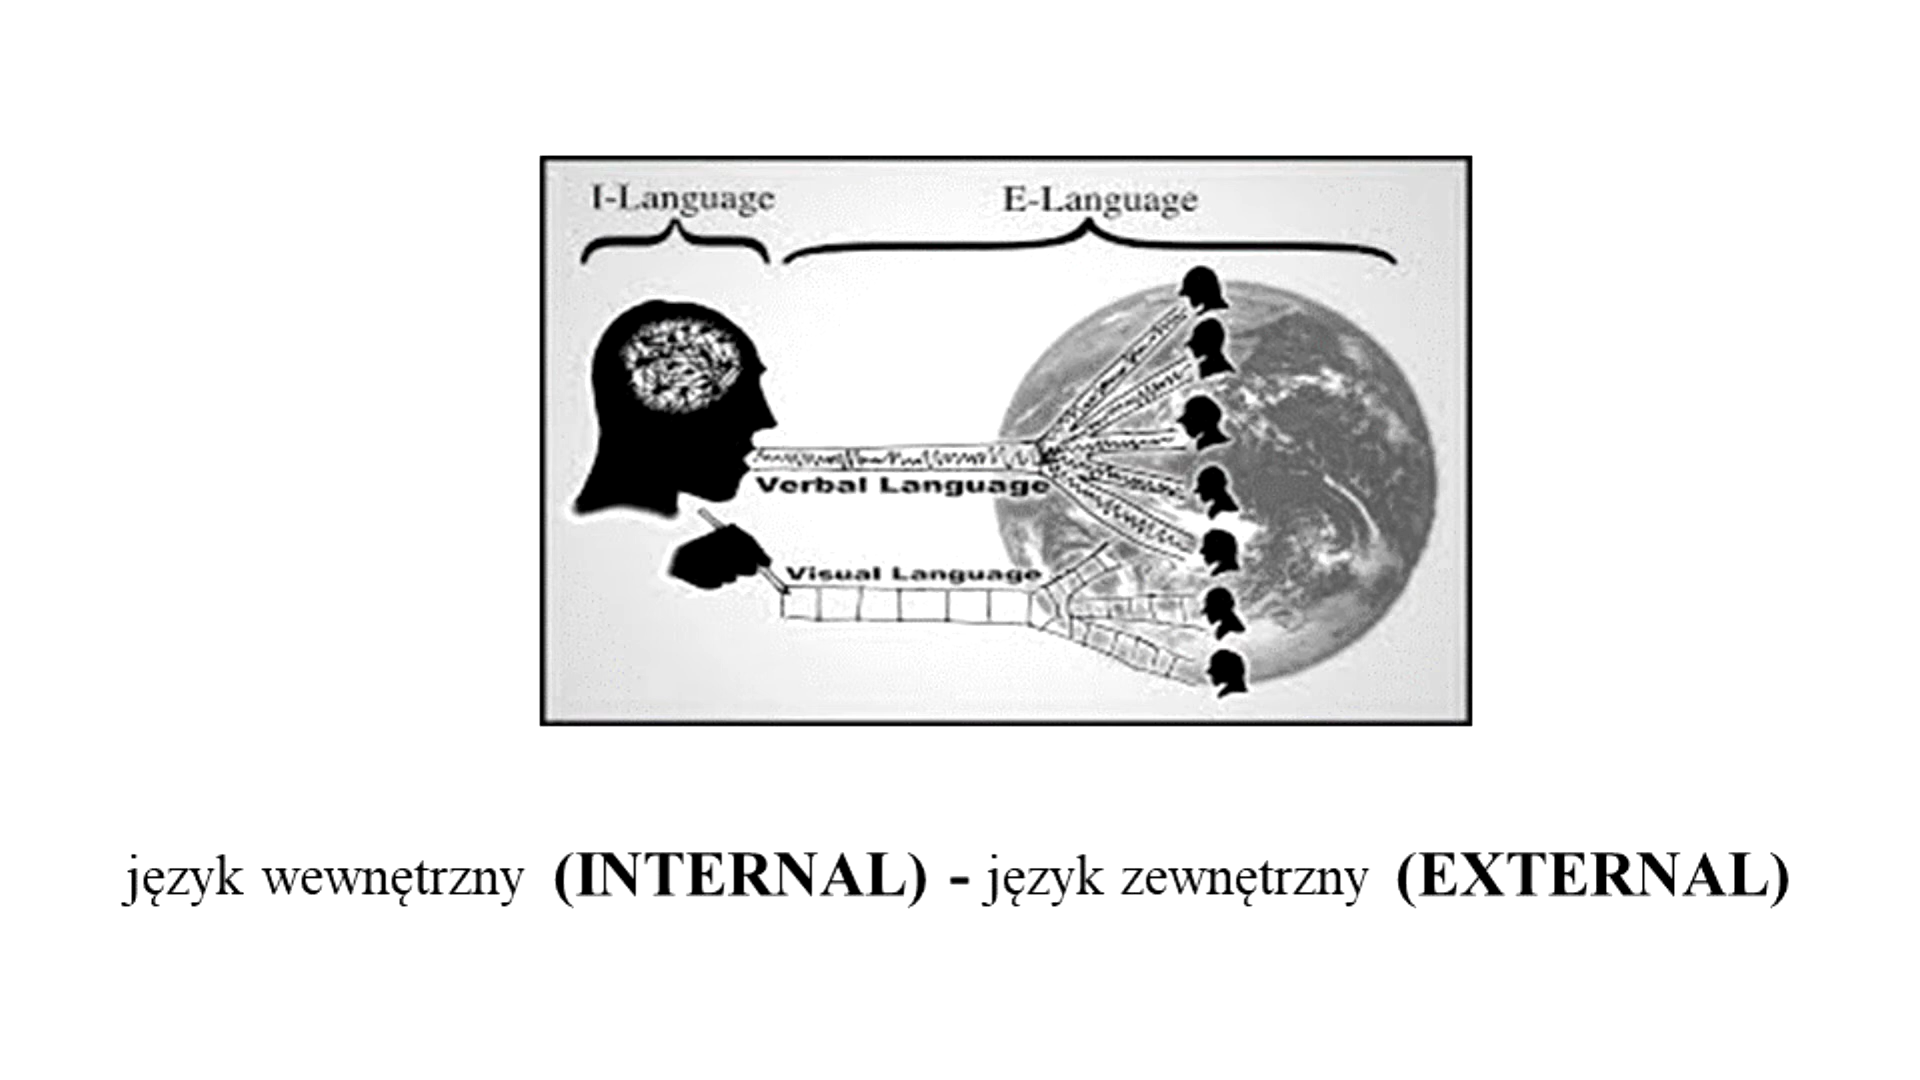 I-Language
E-Language
Verbal Language
Visual Language
język wewnętrzny (INTERNAL) - język zewnętrzny (EXTERNAL)